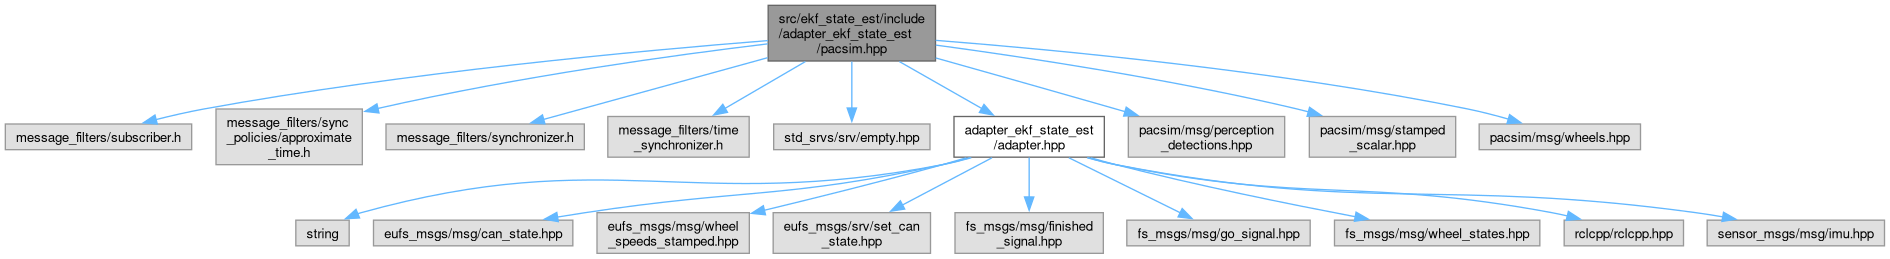 src/ekf_state_est/include
/adapter_ekf_state_est
/pacsim.hpp
message_filters/subscriber.h
message_filters/sync
_policies/approximate
_time.h
message_filters/synchronizer.h
message_filters/time
_synchronizer.h
std_srvs/srv/empty.hpp
adapter_ekf_state_est
/adapter.hpp
pacsim/msg/perception
_detections.hpp
pacsim/msg/stamped
_scalar.hpp
pacsim/msg/wheels.hpp
string
eufs_msgs/msg/can_state.hpp
eufs_msgs/msg/wheel
_speeds_stamped.hpp
eufs_msgs/srv/set_can
_state.hpp
fs_msgs/msg/finished
_signal.hpp
fs_msgs/msg/go_signal.hpp
fs_msgs/msg/wheel_states.hpp
rclcpp/rclcpp.hpp
sensor_msgs/msg/imu.hpp